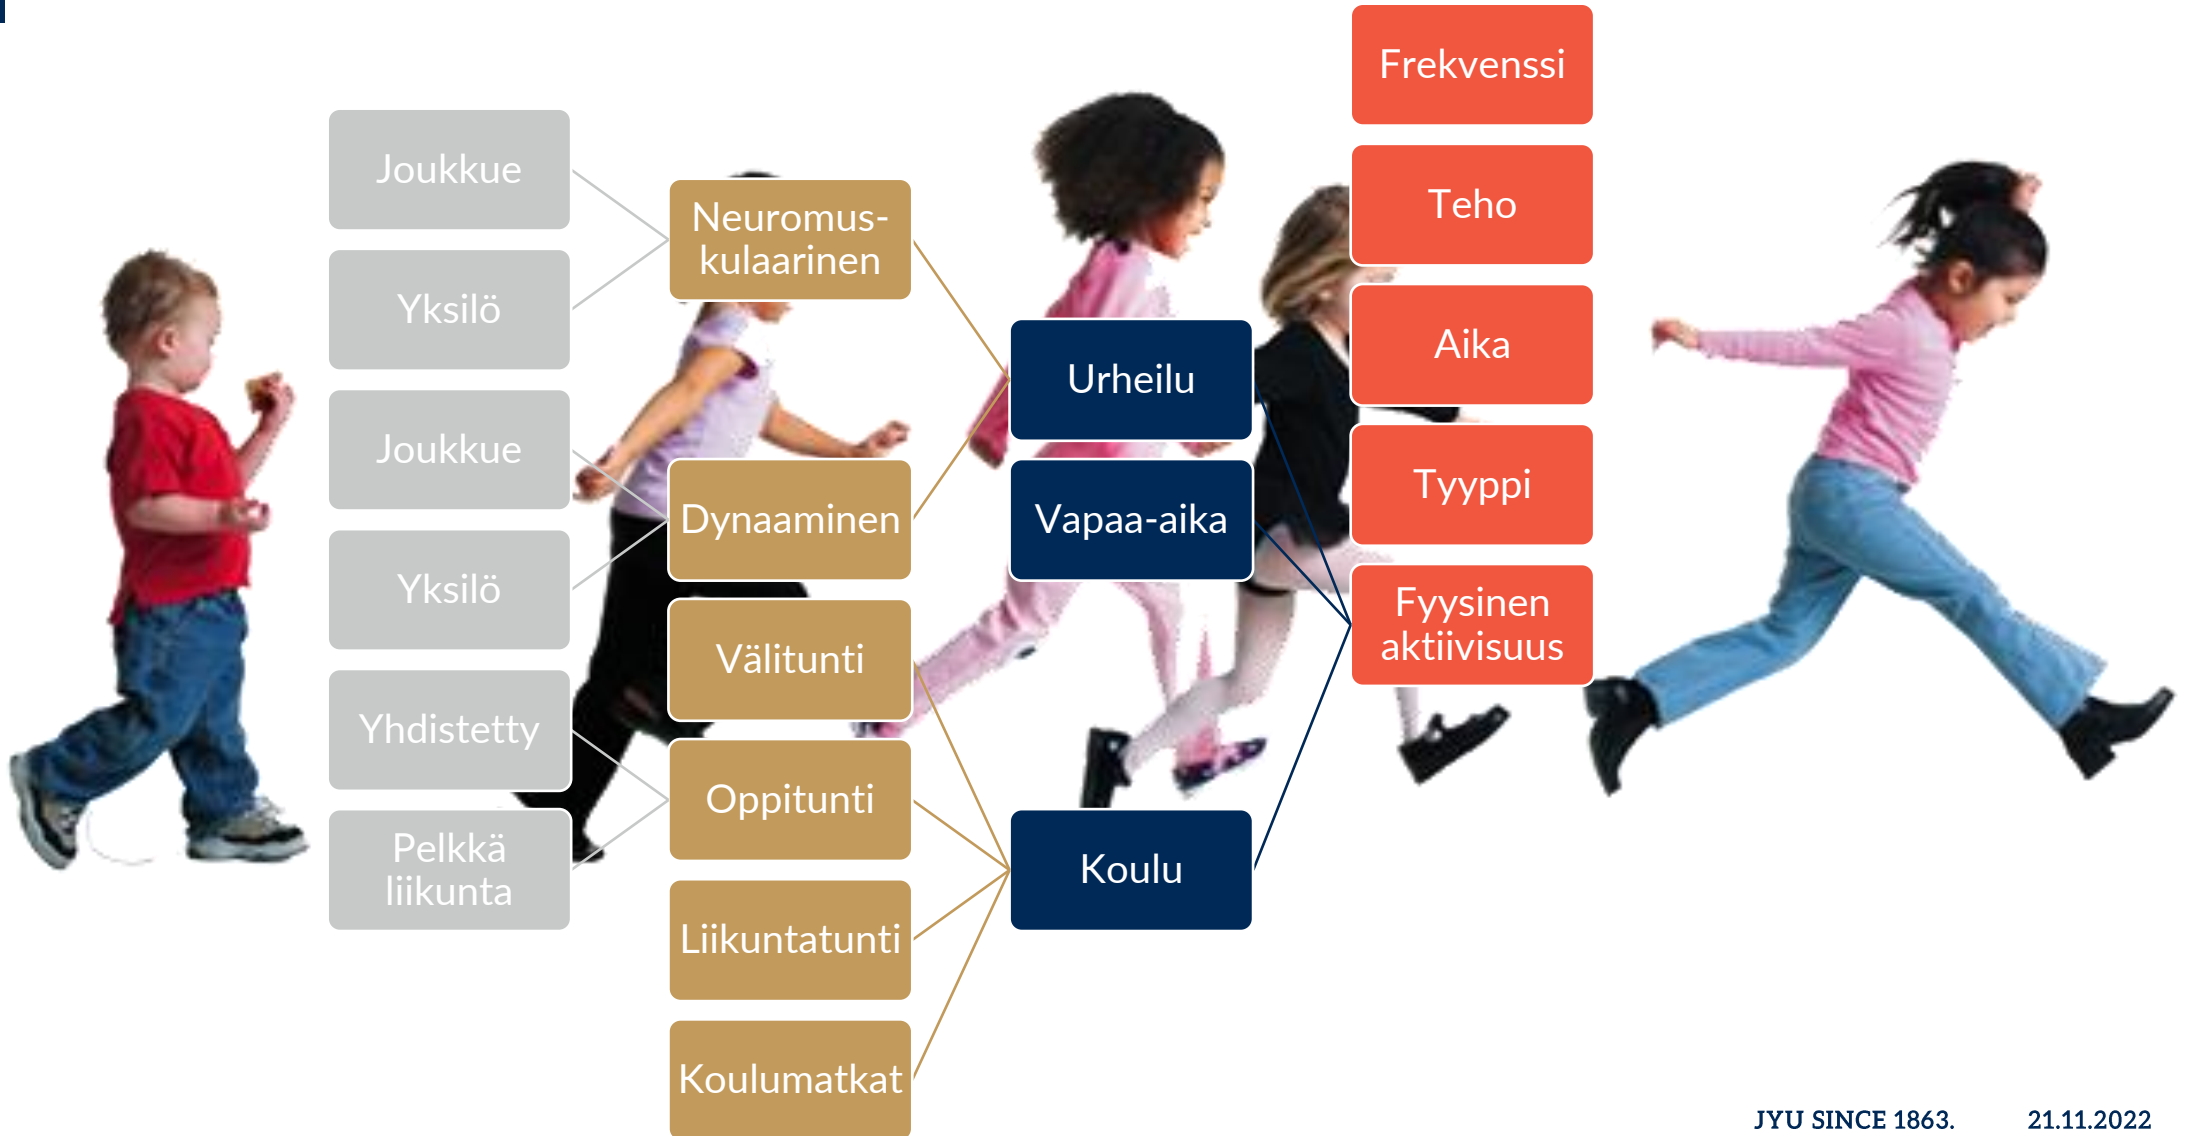 Joukkue
Yksilö
Joukkue
Yksilö
Yhdistetty
Pelkkä
liikunta
Neuromus-
kulaarinen
Dynaaminen
Välitunti
Oppitunti
Liikuntatunti
Koulumatkat
Urheilu
Vapaa-aika
Koulu
Frekvenssi
Teho
Aika
Tyyppi
Fyysinen
aktiivisuus
JYU SINCE 1863.
21.11.2022